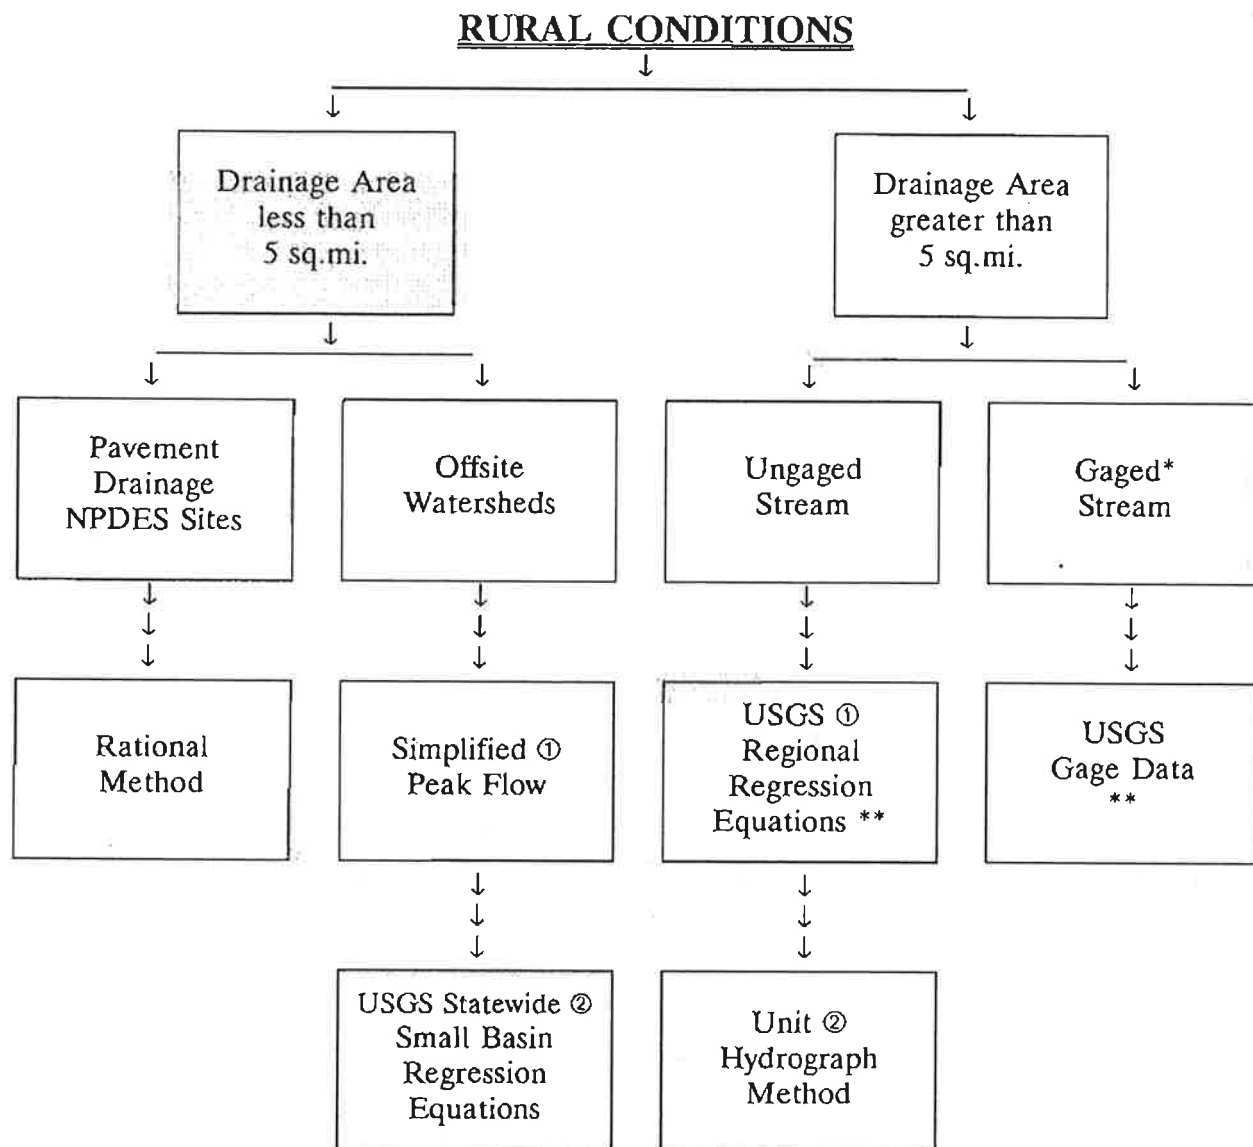 RURAL CONDITIONS
Drainage Area
less than
5 sq.mi.
Drainage Area
greater than
5 sq.mi.
Pavement
Drainage
NPDES Sites
Offsite
Watersheds
Ungaged
Stream
Gaged*
Stream
Rational
Method
Simplified ①
Peak Flow
USGS ①
Regional
Regression
Equations **
USGS
Gage Data
**
USGS Statewide ②
Small Basin
Regression
Equations
Unit ②
Hydrograph
Method